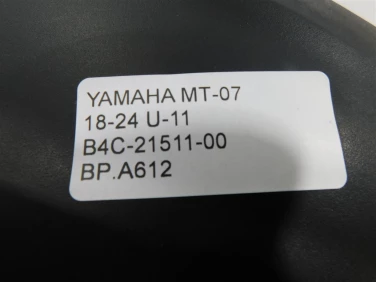 YAMAHA MT-07
18-24 U-11
B4C-21511-00
BP.A612